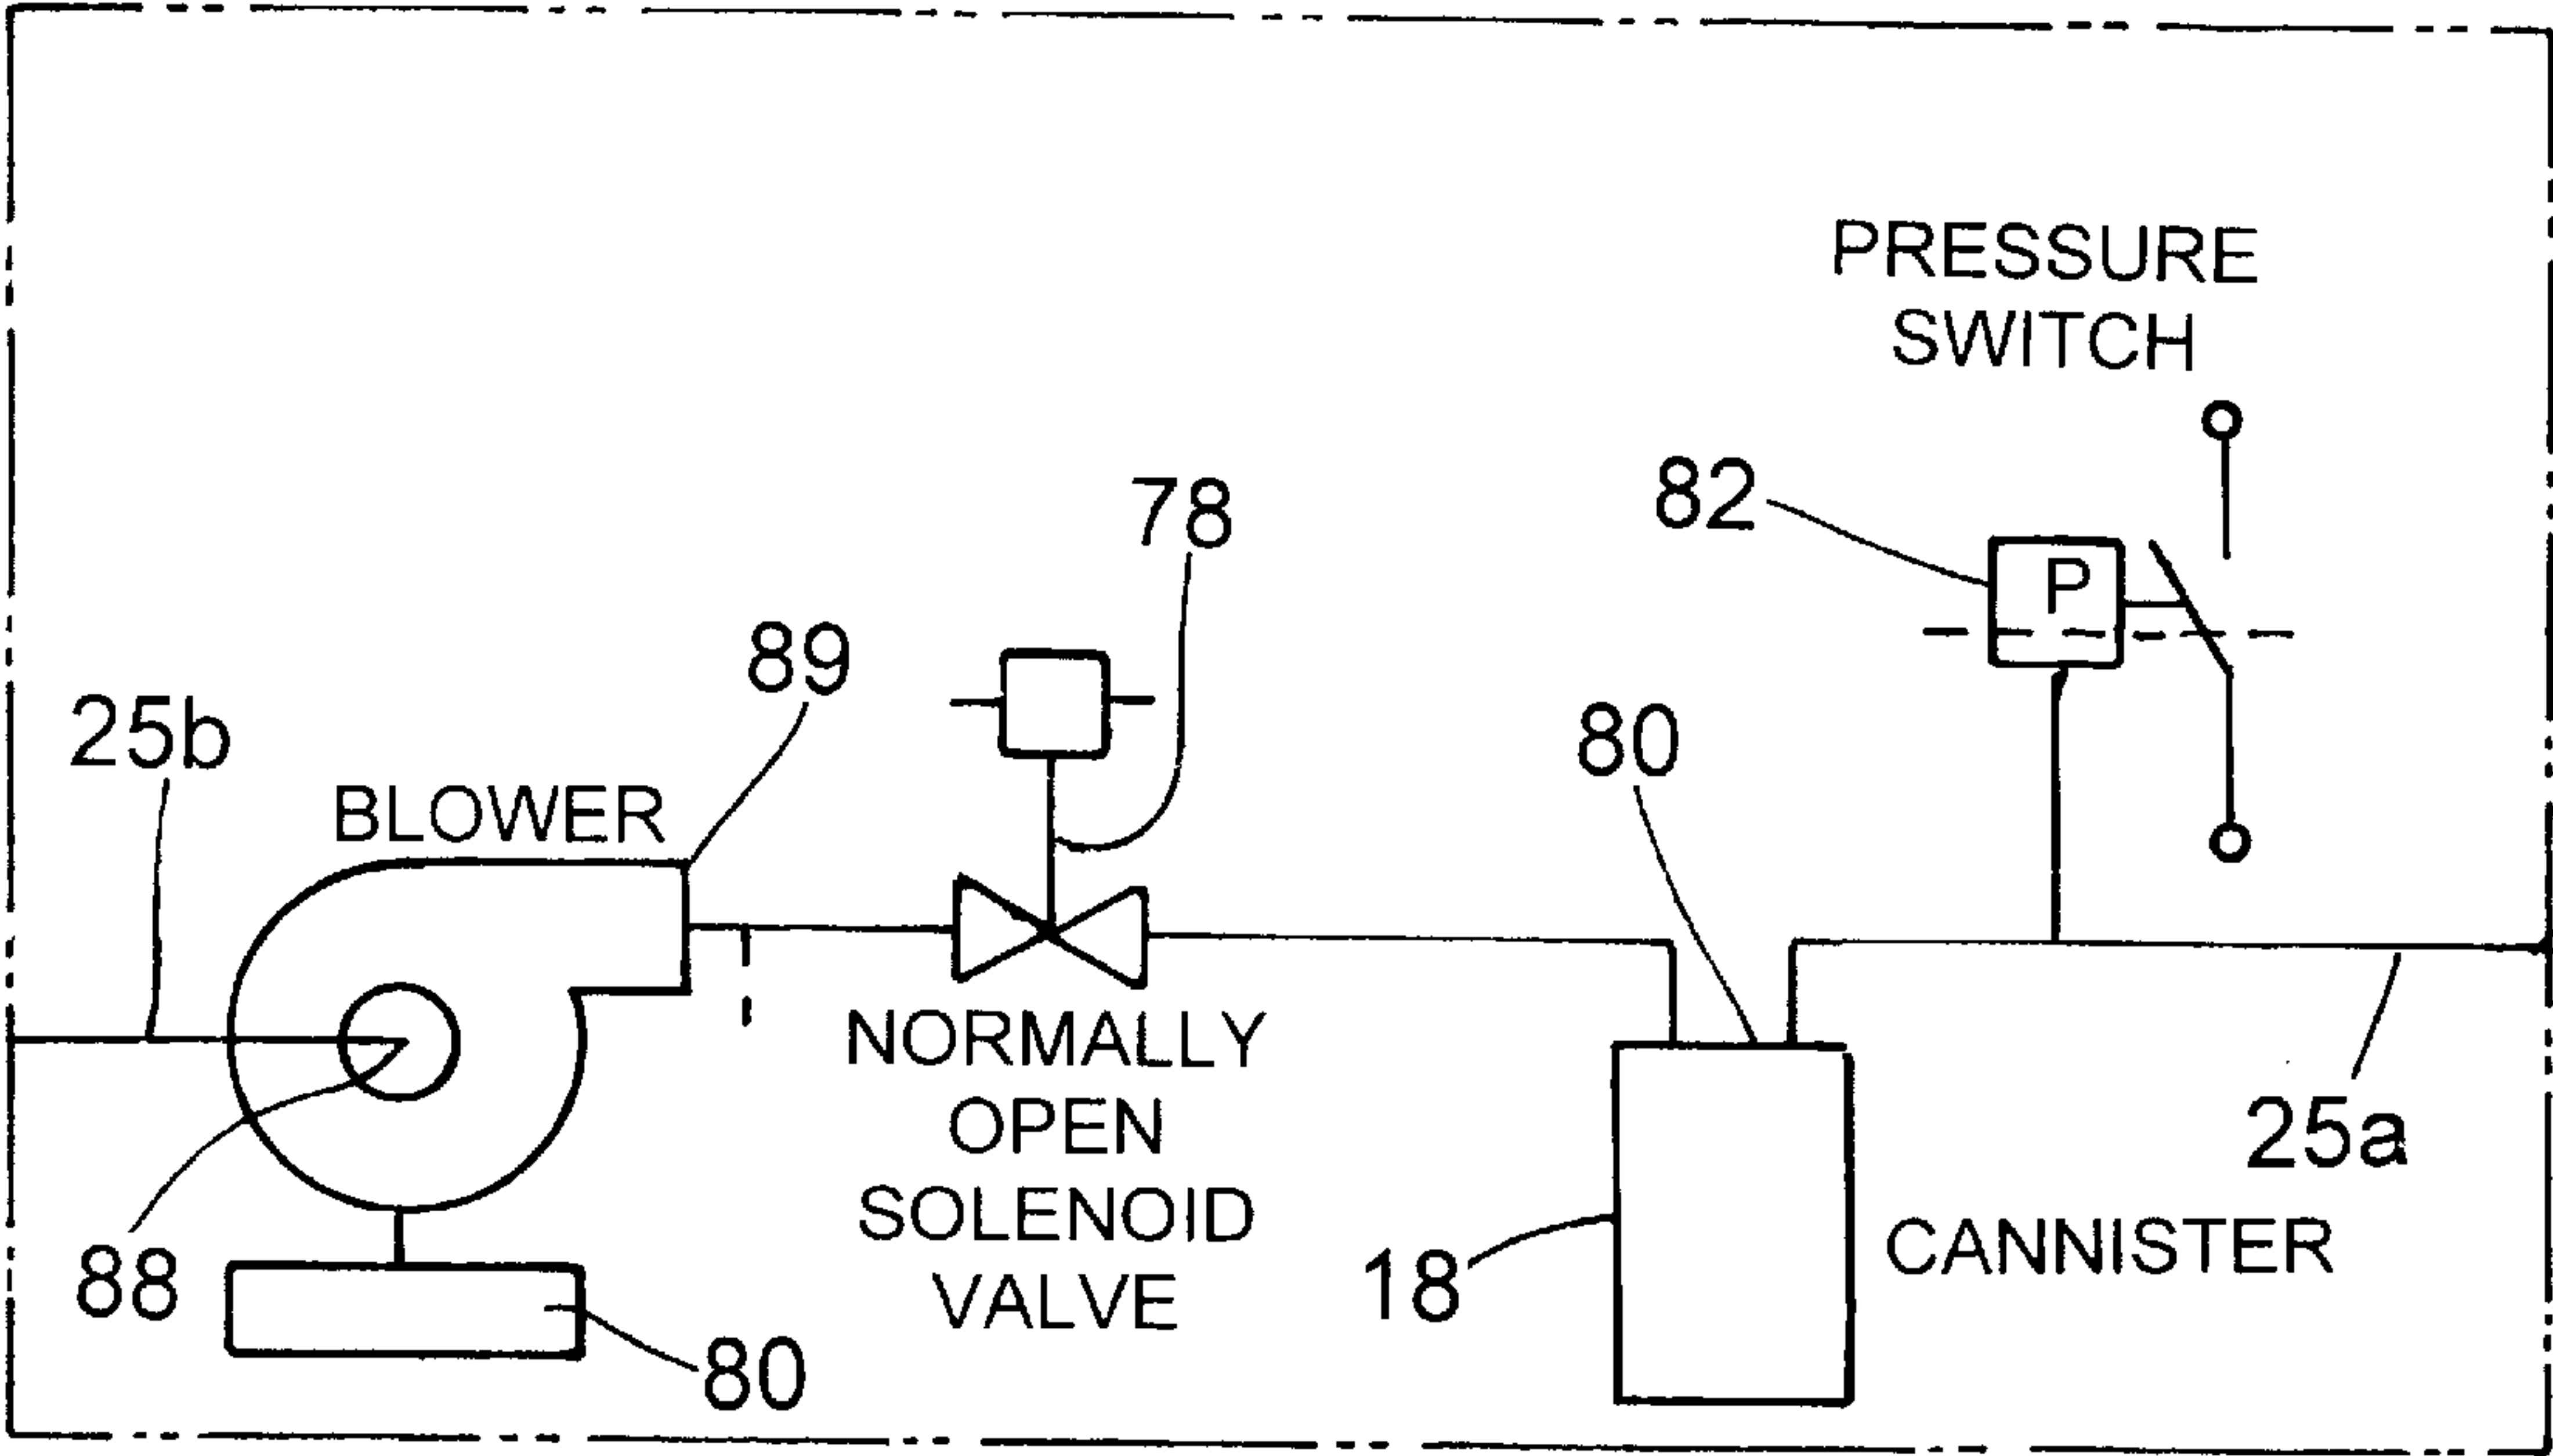 PRESSURE
SWITCH
82
P
78
89
25b
80
BLOWER
NORMALLY
OPEN
SOLENOID
VALVE
25a
88
18
CANNISTER
80